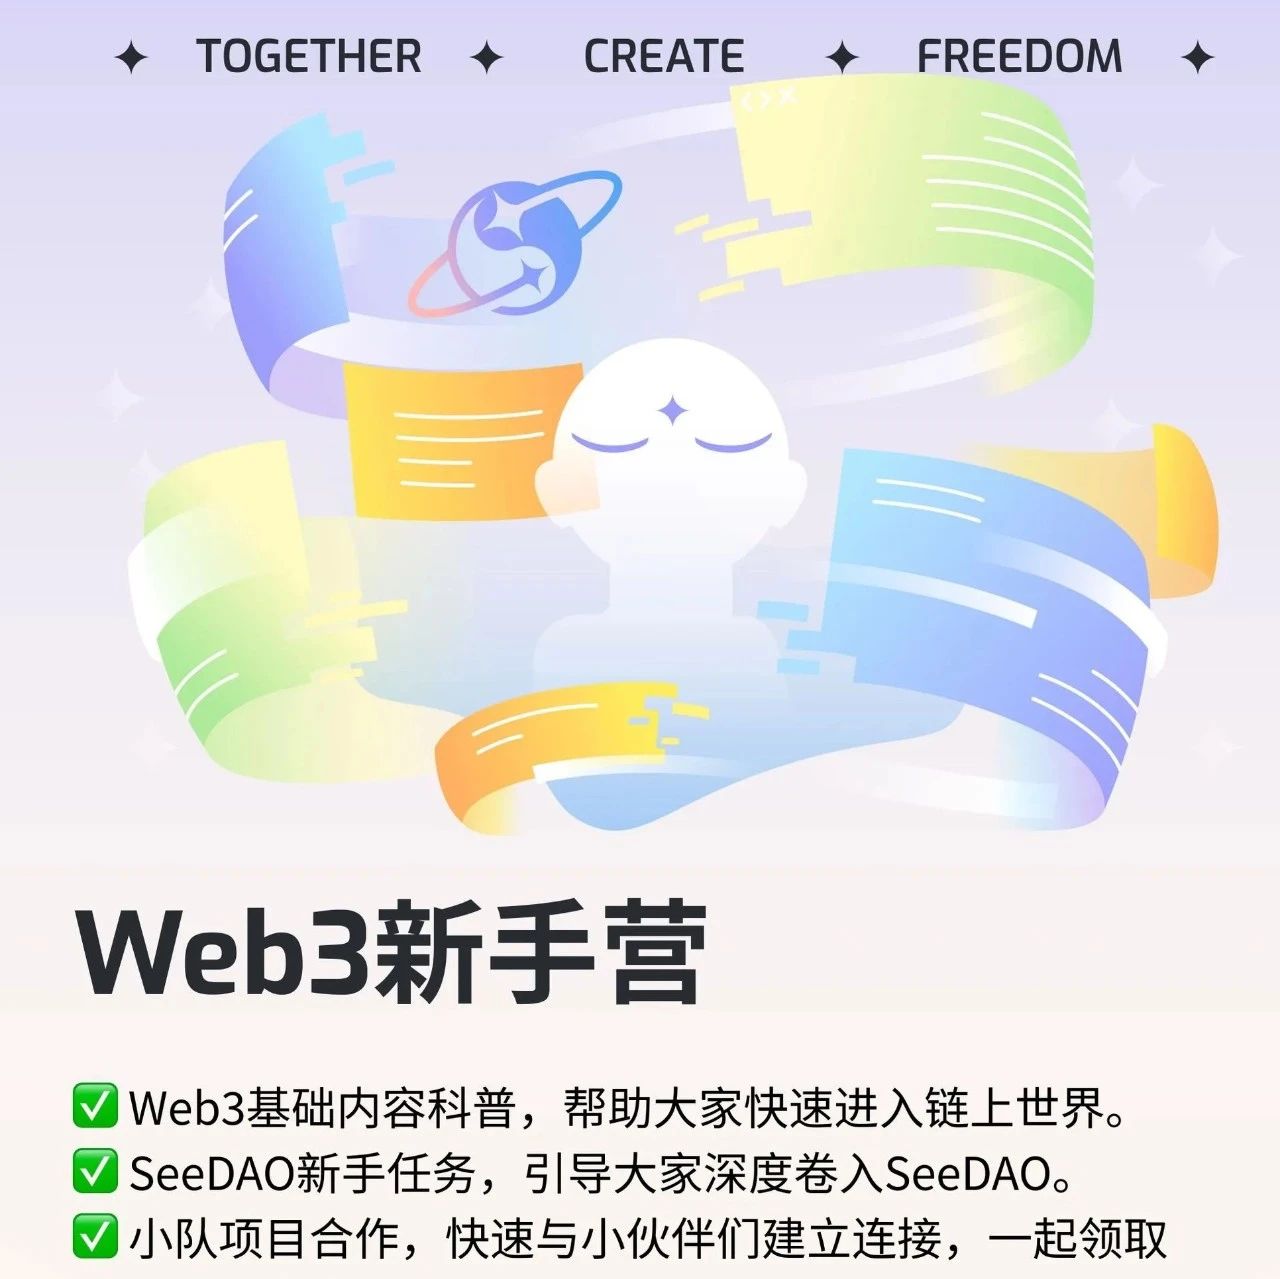 ✦ TOGETHER ✦ CREATE ✦ FREEDOM ✦
<>×
Web3新手营
✅ Web3基础内容科普，帮助大家快速进入链上世界。
✅ SeeDAO新手任务，引导大家深度卷入SeeDAO。
✅ 小队项目合作，快速与小伙伴们建立连接，一起领取